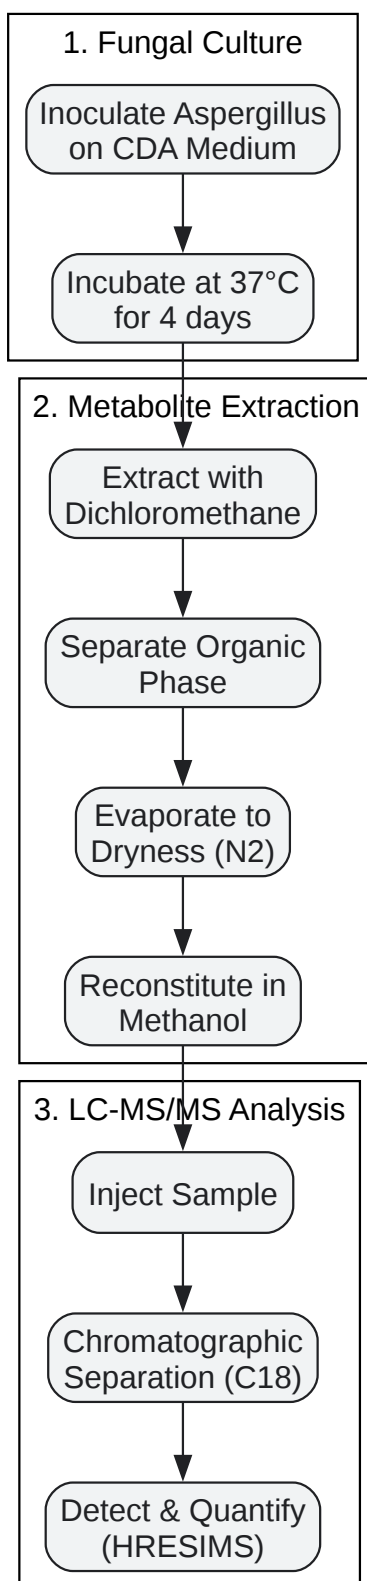 1. Fungal Culture
Inoculate Aspergillus
on CDA Medium
Incubate at 37°C
for 4 days
2. Metabolite Extraction
Extract with
Dichloromethane
Separate Organic
Phase
Evaporate to
Dryness (N2)
Reconstitute in
Methanol
3. LC-MS/MS Analysis
Inject Sample
Chromatographic
Separation (C18)
Detect & Quantify
(HRESIMS)